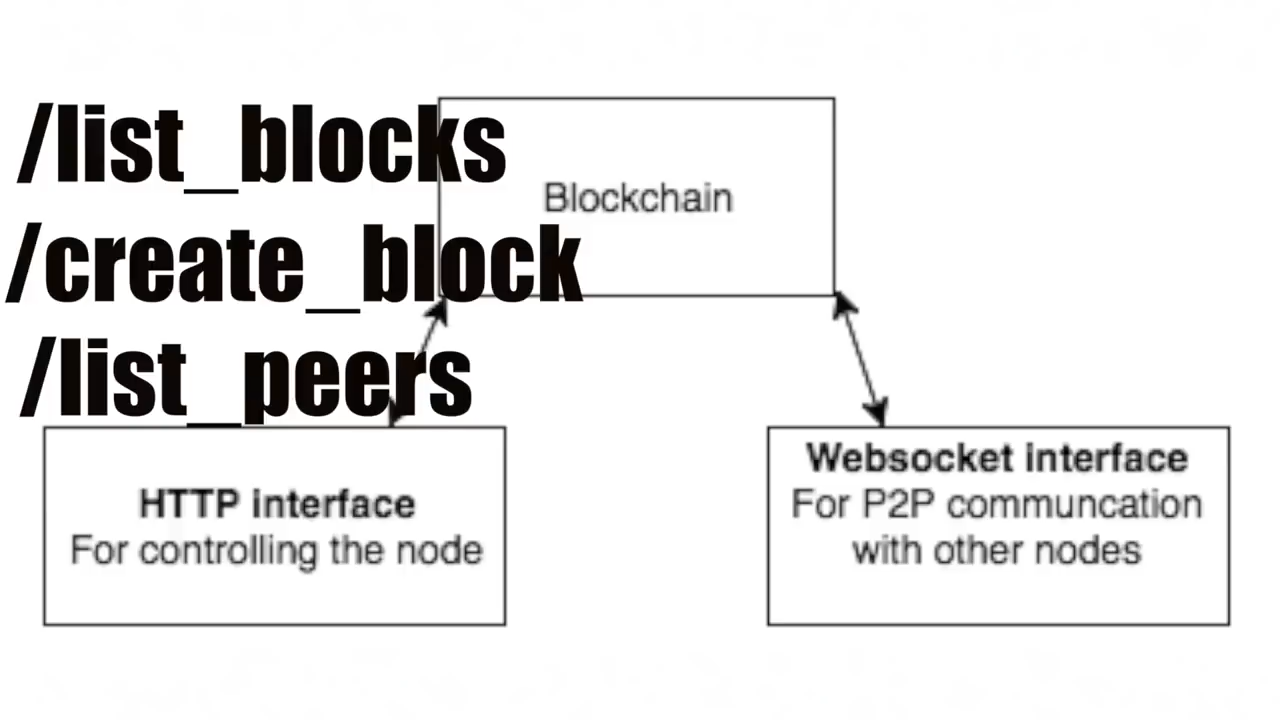 /list_blocks
Blockchain
/create_block
/list_peers
HTTP interface
For controlling the node
Websocket interface
For P2P communcation
with other nodes